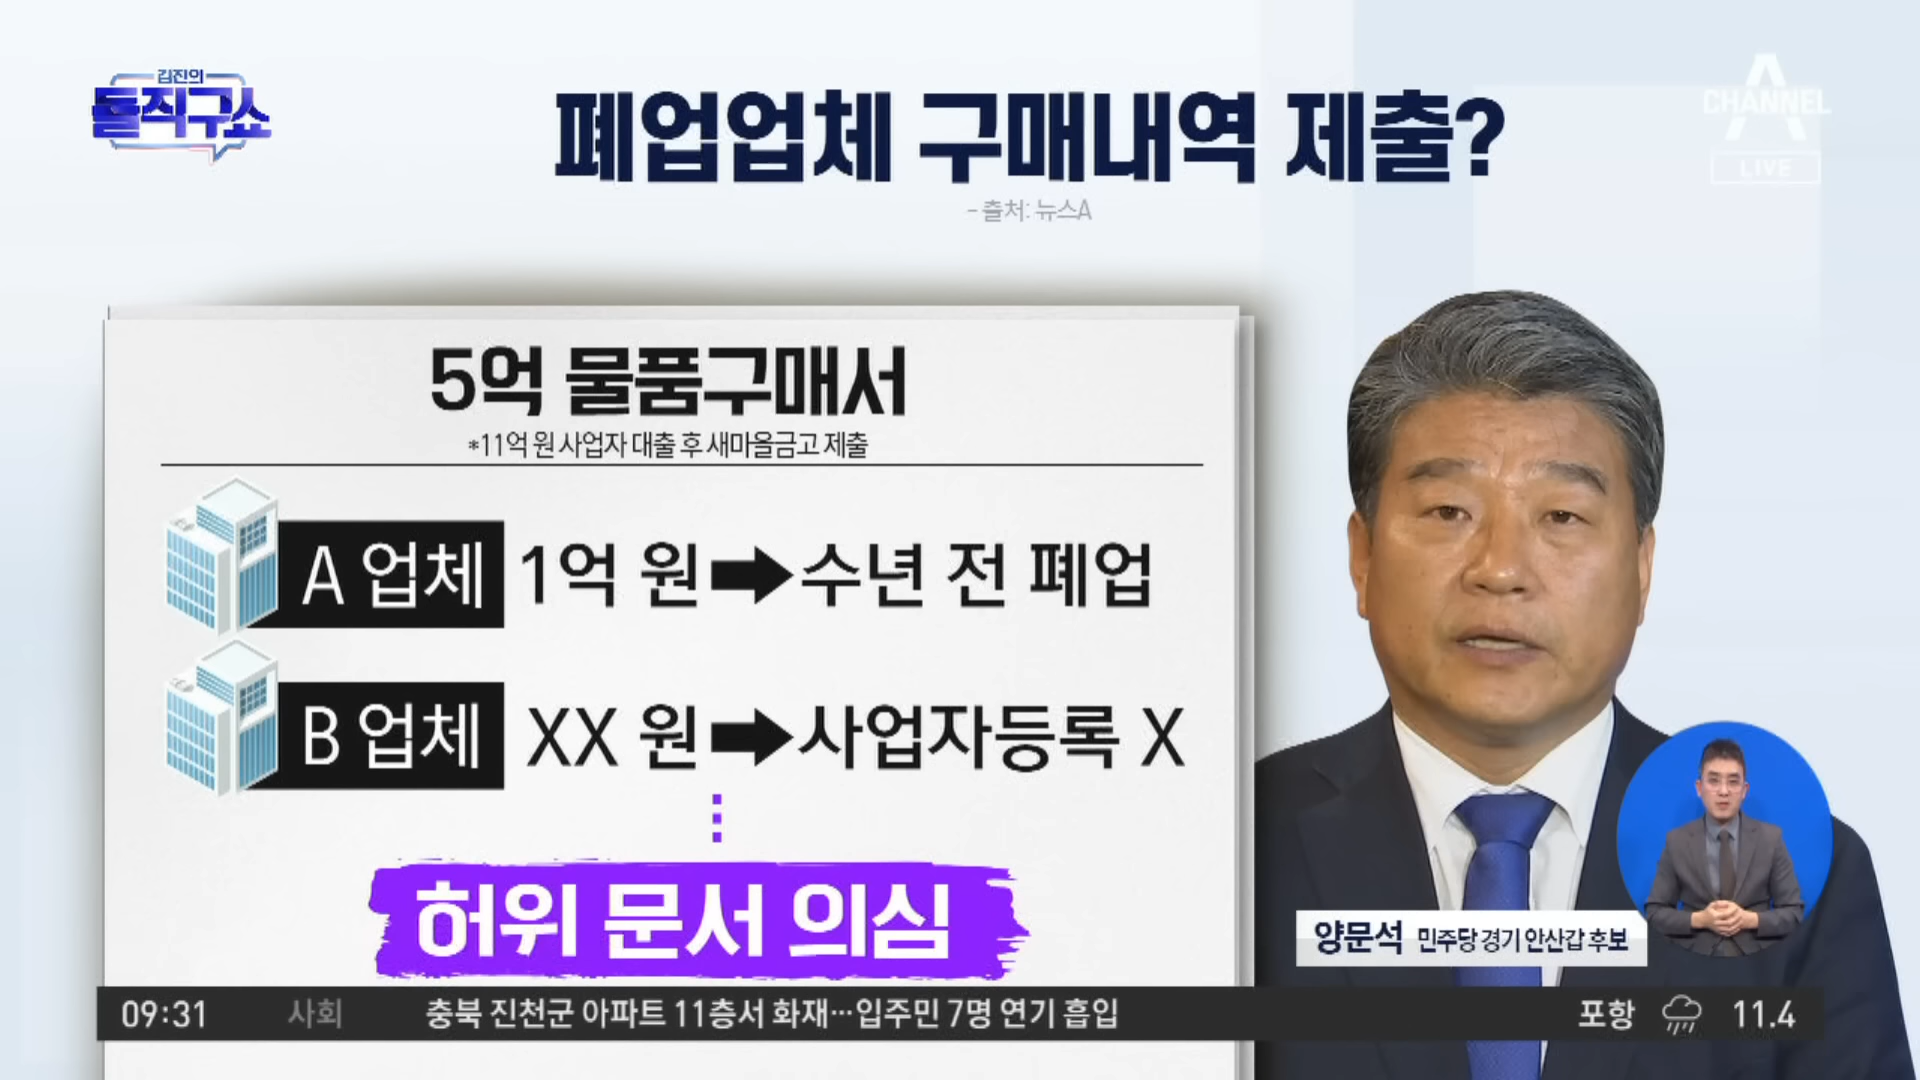 김진의
돌직구쇼
폐업업체 구매내역 제출?
- 출처: 뉴스A
CHANNEL A
LIVE
5억 물품구매서
*11억 원 사업자 대출 후 새마을금고 제출
A 업체 1억 원➡수년 전 폐업
B 업체 XX 원➡사업자등록 X
허위 문서 의심
양문석 민주당 경기 안산갑 후보
09:31 사회 충북 진천군 아파트 11층서 화재…입주민 7명 연기 흡입 포항 11.4